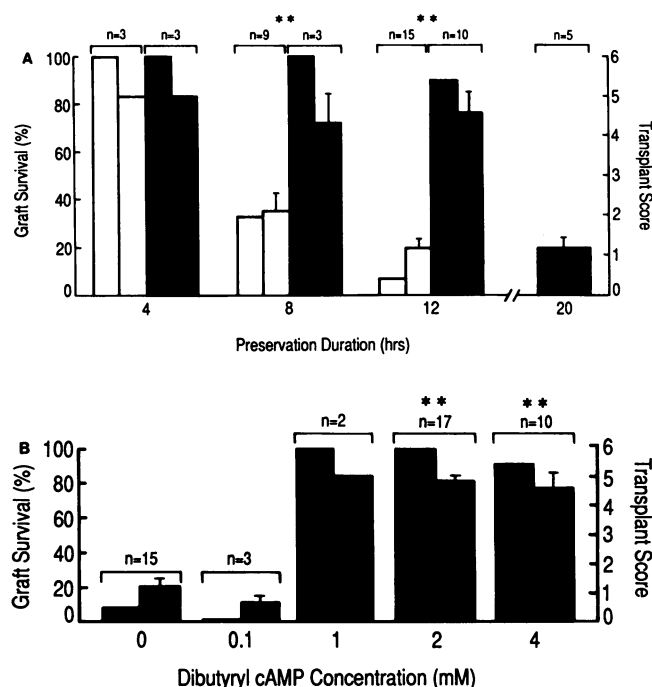 ** **
n=3 n=3 n=9 n=3 n=15 n=10 n=5
A
100 80 60 40 20 0
Graft Survival (%)
6 5 4 3 2 1 0
Transplant Score
4 8 12 20
Preservation Duration (hrs)
** **
B
n=15 n=3 n=2 n=17 n=10
100 80 60 40 20 0
Graft Survival (%)
6 5 4 3 2 1 0
Transplant Score
0 0.1 1 2 4
Dibutyryl cAMP Concentration (mM)